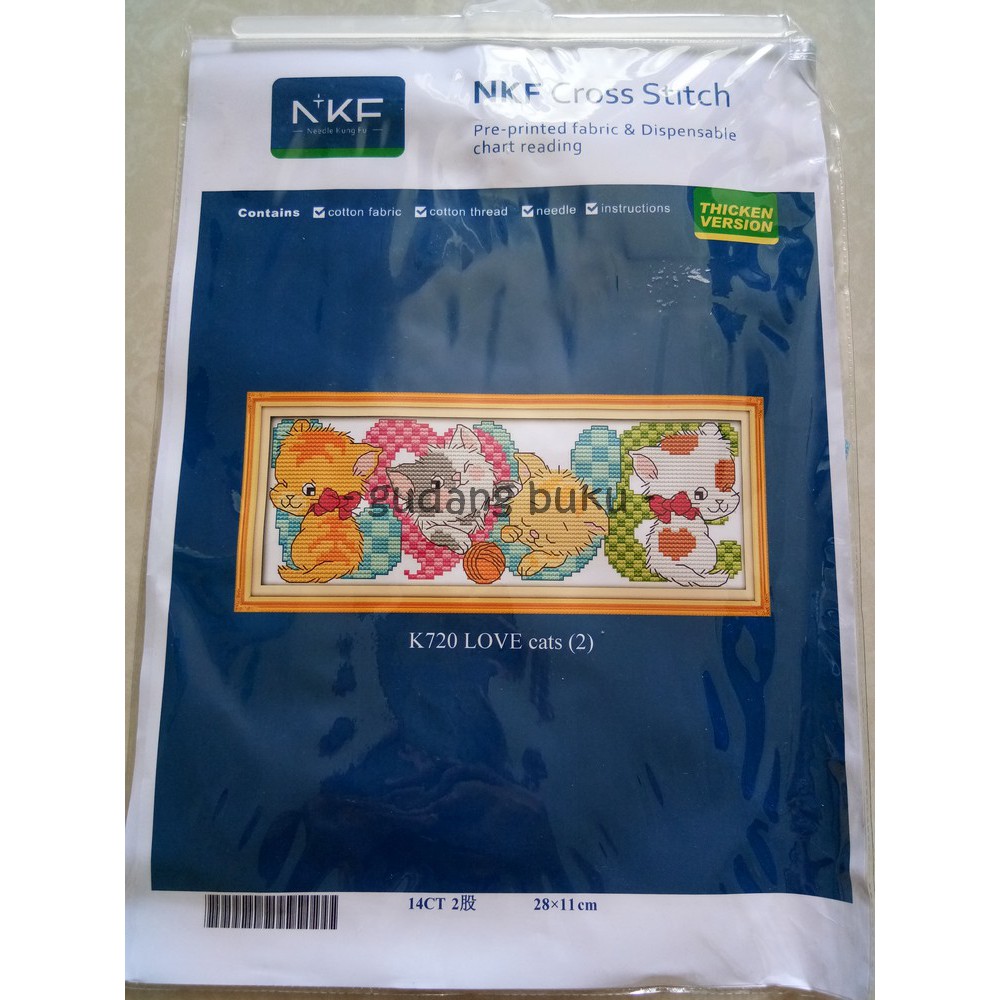 NKF
Needle Kung Fu
NKF Cross Stitch
Pre-printed fabric & Dispensable
chart reading
Contains cotton fabric cotton thread needle instructions
THICKEN
VERSION
gudang buku
K720 LOVE cats (2)
14CT 2股 28×11cm